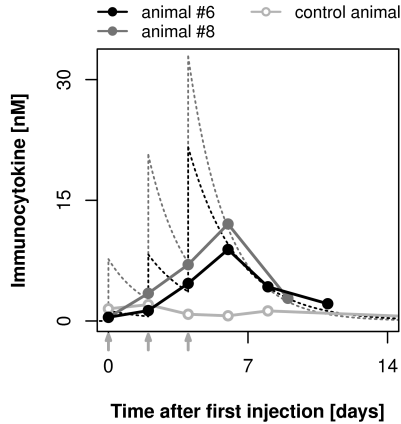 animal #6
control animal
animal #8
Immunocytokine [nM]
30
15
0
0
7
14
Time after first injection [days]